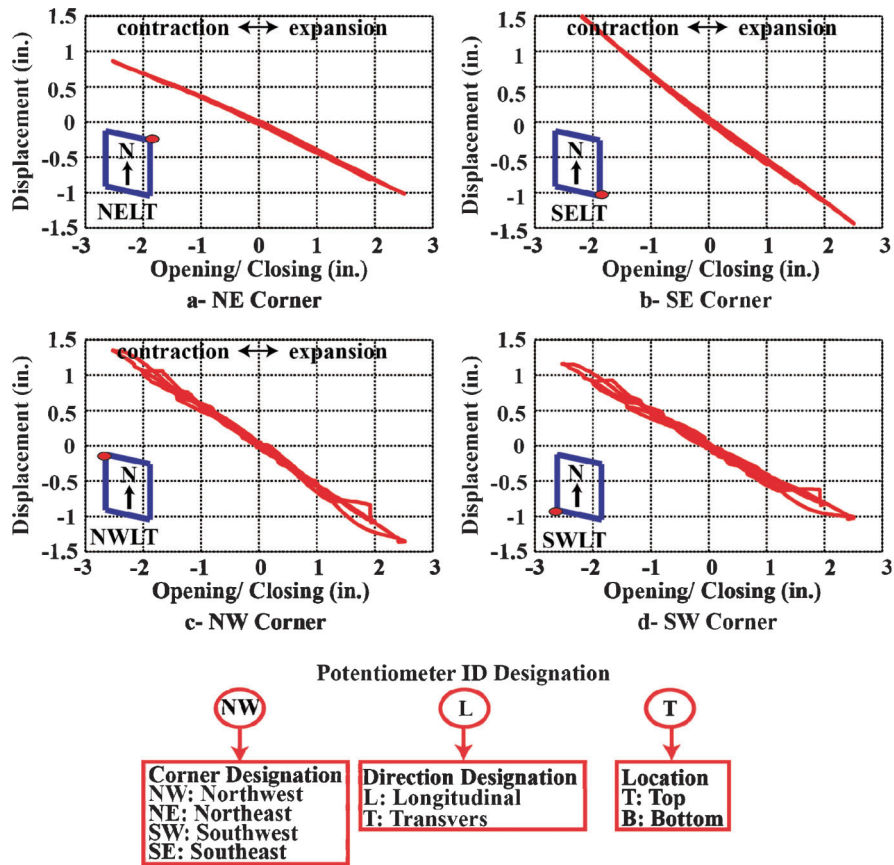 contraction ↔ expansion
Displacement (in.)
1.5
1
0.5
0
-0.5
-1
-1.5
N
NELT
-3 -2 -1 0 1 2 3
Opening/ Closing (in.)
a- NE Corner
contraction ↔ expansion
Displacement (in.)
1.5
1
0.5
0
-0.5
-1
-1.5
N
SELT
-3 -2 -1 0 1 2 3
Opening/ Closing (in.)
b- SE Corner
contraction ↔ expansion
Displacement (in.)
1.5
1
0.5
0
-0.5
-1
-1.5
N
NWLT
-3 -2 -1 0 1 2 3
Opening/ Closing (in.)
c- NW Corner
Displacement (in.)
1.5
1
0.5
0
-0.5
-1
-1.5
N
SWLT
-3 -2 -1 0 1 2 3
Opening/ Closing (in.)
d- SW Corner
Potentiometer ID Designation
NW
L
T
Corner Designation
NW: Northwest
NE: Northeast
SW: Southwest
SE: Southeast
Direction Designation
L: Longitudinal
T: Transvers
Location
T: Top
B: Bottom